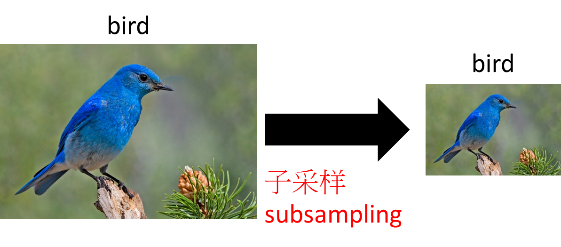 bird
bird
子采样
subsampling